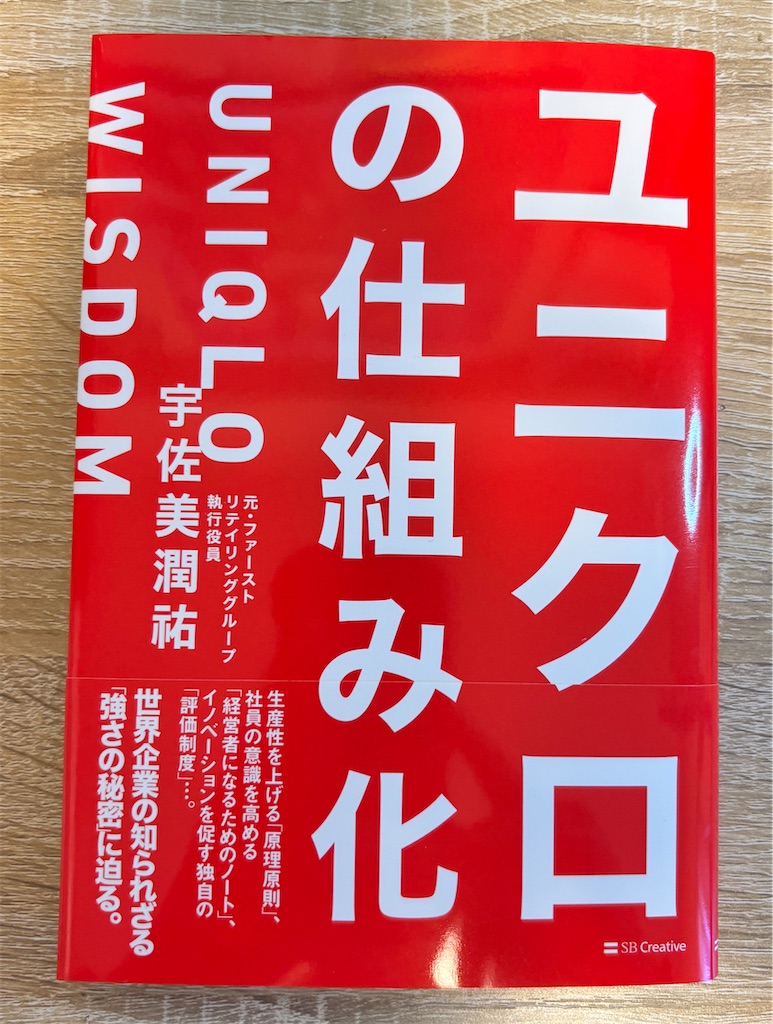 ユニクロ
の仕組み化
UNIQLO
WISDOM
元・ファースト
リテイリンググループ
執行役員
宇佐美潤祐
生産性を上げる「原理原則」、
社員の意識を高める
「経営者になるためのノート」、
イノベーションを促す独自の
「評価制度」…。
世界企業の知られざる
「強さの秘密」に迫る。
SB Creative